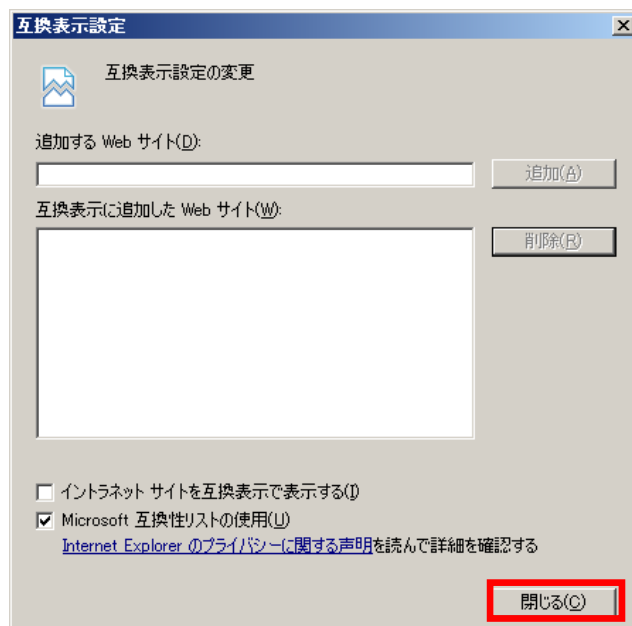 互換表示設定
互換表示設定の変更
追加する Web サイト(D):
追加(A)
互換表示に追加した Web サイト(W):
削除(R)
イントラネット サイトを互換表示で表示する(I)
Microsoft 互換性リストの使用(U)
Internet Explorer のプライバシーに関する声明を読んで詳細を確認する
閉じる(C)